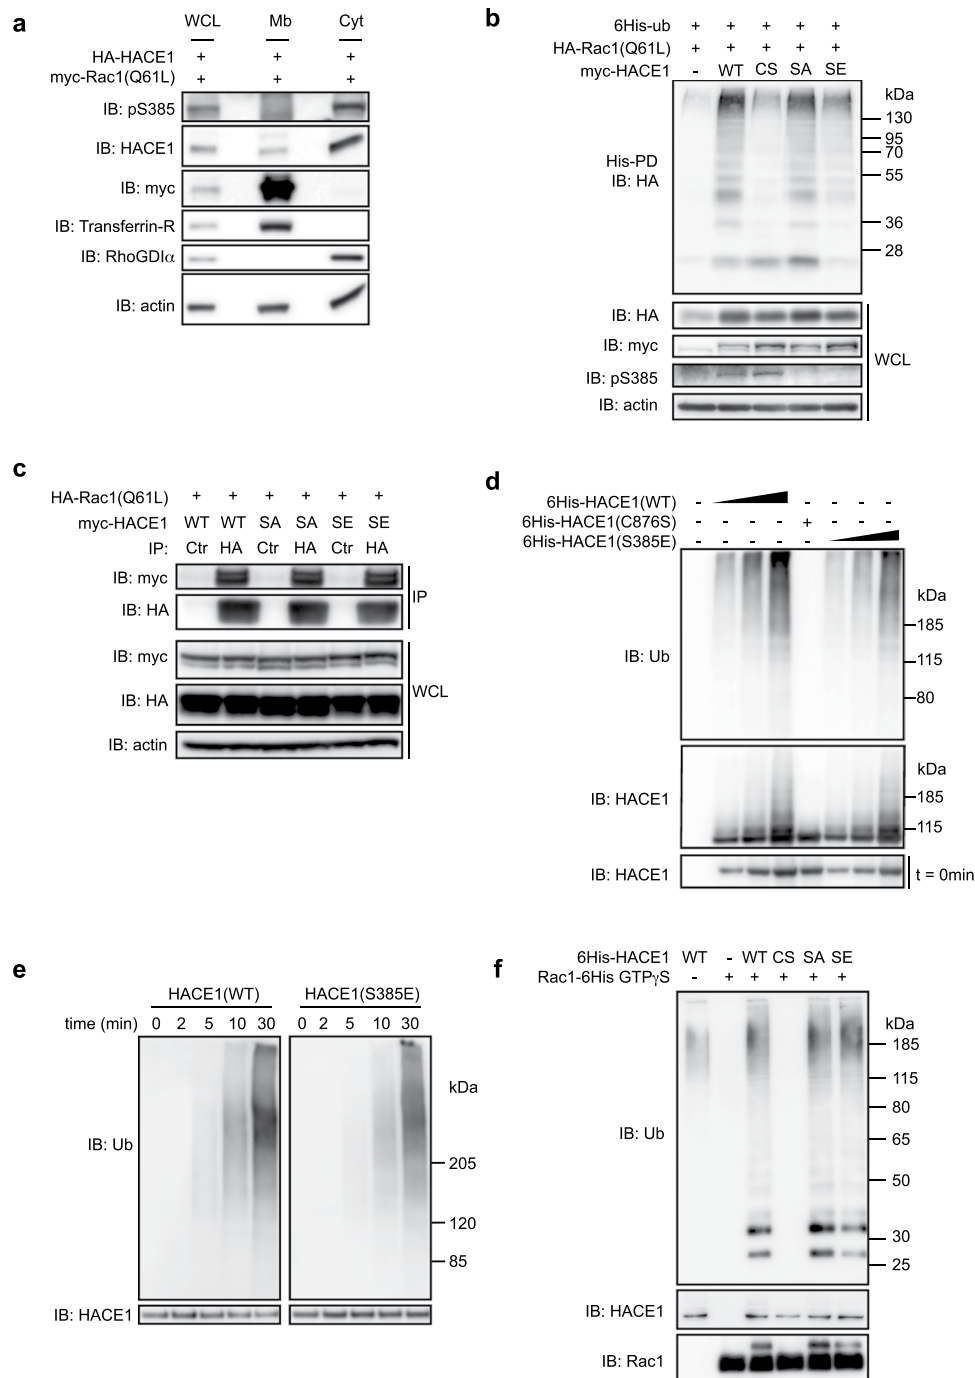 a
WCL Mb Cyt
HA-HACE1 + + +
myc-Rac1(Q61L) + + +
IB: pS385
IB: HACE1
IB: myc
IB: Transferrin-R
IB: RhoGDIα
IB: actin
b
6His-ub + + + + +
HA-Rac1(Q61L) + + + + +
myc-HACE1 - WT CS SA SE
kDa
130
95
70
55
36
28
His-PD
IB: HA
IB: HA
IB: myc
IB: pS385
IB: actin
WCL
c
HA-Rac1(Q61L) + + + + + +
myc-HACE1 WT WT SA SA SE SE
IP: Ctr HA Ctr HA Ctr HA
IB: myc
IB: HA
IP
IB: myc
IB: HA
IB: actin
WCL
d
6His-HACE1(WT) - - - - -
6His-HACE1(C876S) - - - - + - - -
6His-HACE1(S385E) - - - - -
kDa
185
115
80
IB: Ub
kDa
185
115
IB: HACE1
IB: HACE1
t = 0min
e
HACE1(WT) HACE1(S385E)
time (min) 0 2 5 10 30 0 2 5 10 30
kDa
IB: Ub
205
120
85
IB: HACE1
f
6His-HACE1 WT - WT CS SA SE
Rac1-6His GTPγS - + + + + +
kDa
185
115
80
65
50
30
25
IB: Ub
IB: HACE1
IB: Rac1